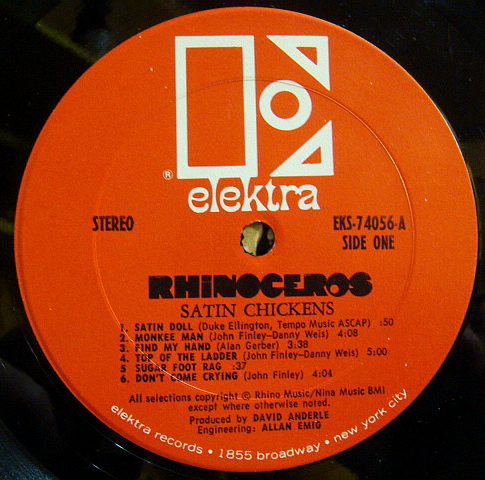 ®
elektra
STEREO
EKS-74056-A
SIDE ONE
RHINOCEROS
SATIN CHICKENS
1. SATIN DOLL (Duke Ellington, Tempo Music ASCAP) :50
2. MONKEE MAN (John Finley—Danny Weis) 4:08
3. FIND MY HAND (Alan Gerber) 3:38
4. TOP OF THE LADDER (John Finley—Danny Weis) 5:00
5 SUGAR FOOT RAG :37
6. DON'T COME CRYING (John Finley) 4:04
All selections copyright © Rhino Music/Nina Music BMI
except where otherwise noted.
Produced by DAVID ANDERLE
Engineering: ALLAN EMIG
elektra records • 1855 broadway • new york city